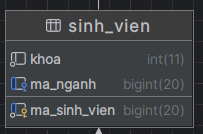 sinh_vien
khoa int(11)
ma_nganh bigint(20)
ma_sinh_vien bigint(20)